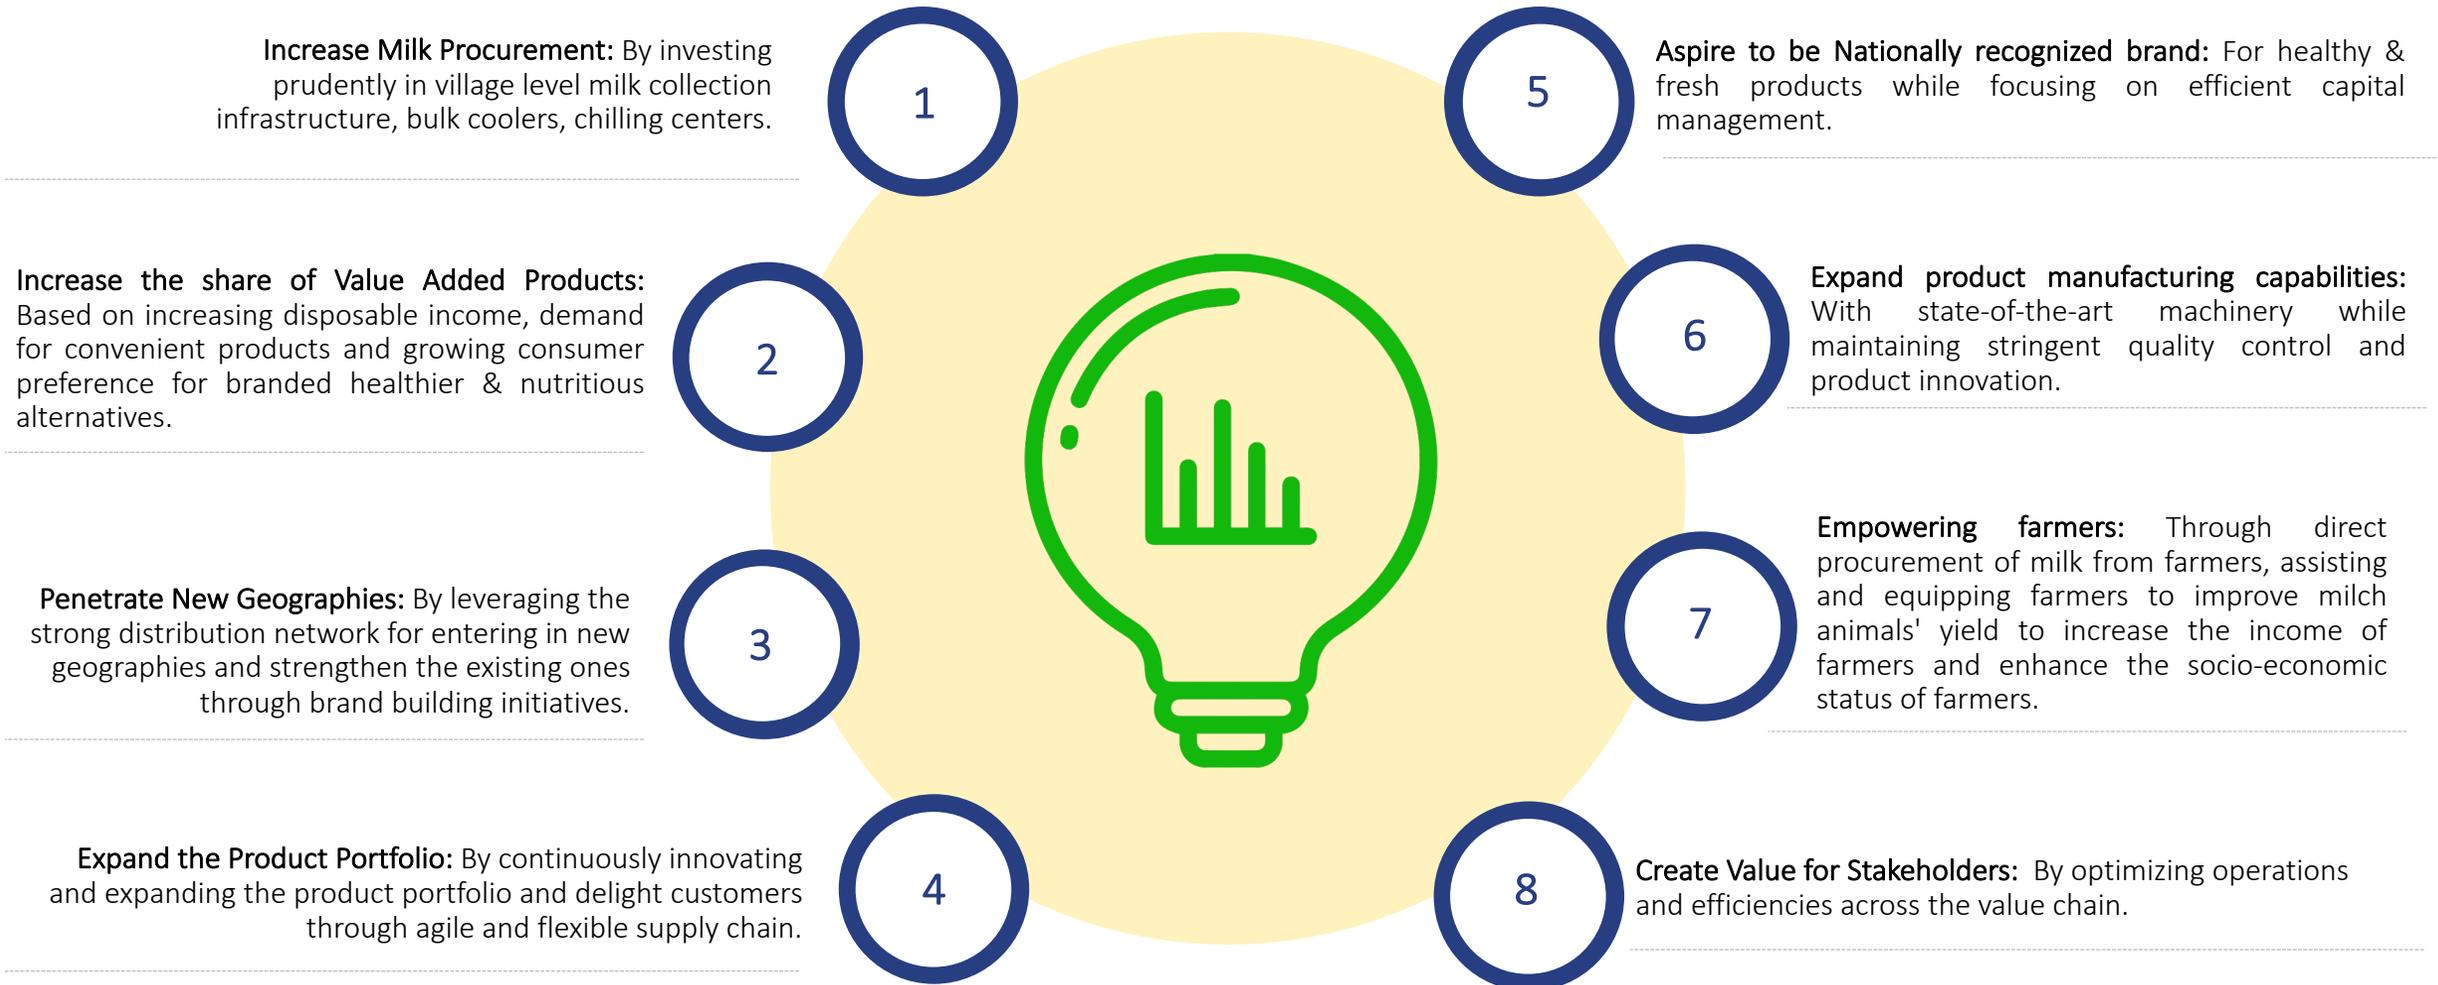 Increase Milk Procurement: By investing
prudently in village level milk collection
infrastructure, bulk coolers, chilling centers.
1
Increase the share of Value Added Products:
Based on increasing disposable income, demand
for convenient products and growing consumer
preference for branded healthier & nutritious
alternatives.
2
Penetrate New Geographies: By leveraging the
strong distribution network for entering in new
geographies and strengthen the existing ones
through brand building initiatives.
3
Expand the Product Portfolio: By continuously innovating
and expanding the product portfolio and delight customers
through agile and flexible supply chain.
4
5
Aspire to be Nationally recognized brand: For healthy &
fresh products while focusing on efficient capital
management.
6
Expand product manufacturing capabilities:
With state-of-the-art machinery while
maintaining stringent quality control and
product innovation.
7
Empowering farmers: Through direct
procurement of milk from farmers, assisting
and equipping farmers to improve milch
animals' yield to increase the income of
farmers and enhance the socio-economic
status of farmers.
8
Create Value for Stakeholders: By optimizing operations
and efficiencies across the value chain.